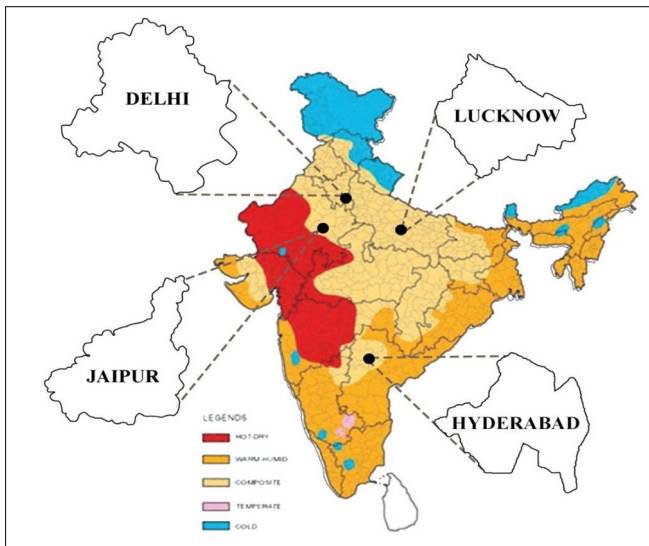 DELHI
LUCKNOW
JAIPUR
HYDERABAD
LEGENDS
HOT-DRY
WARM-HUMID
COMPOSITE
TEMPERATE
COLD